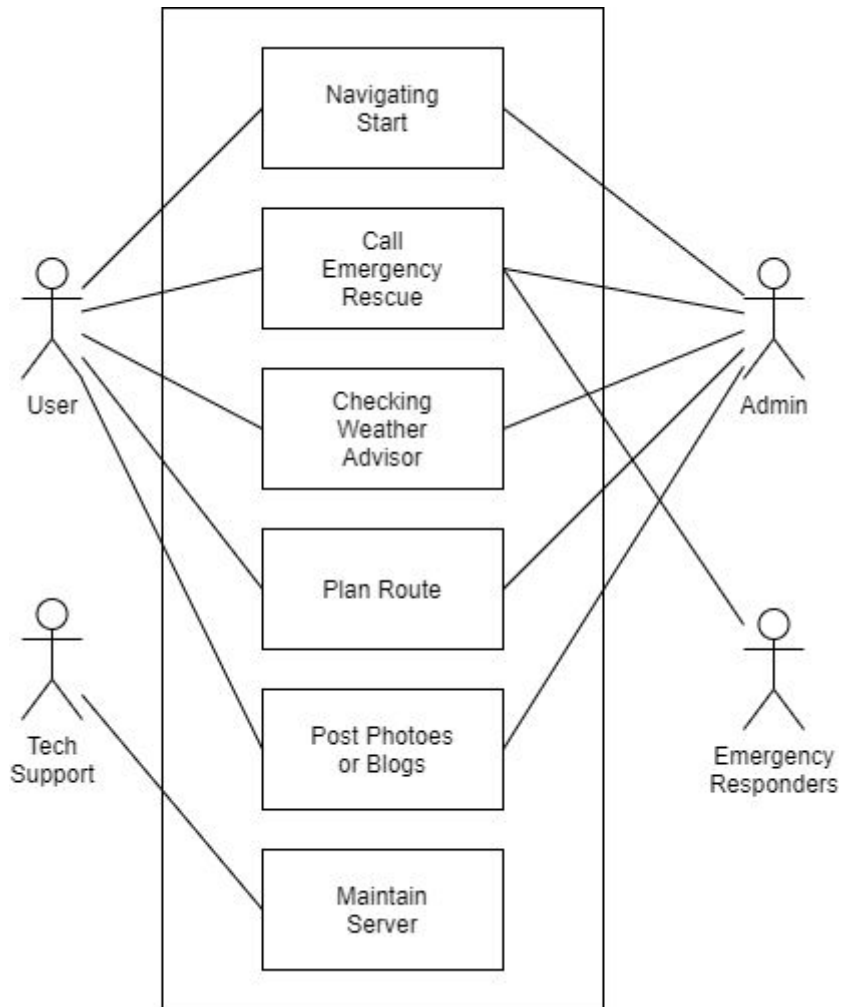 Navigating
Start
Call
Emergency
Rescue
User
Admin
Checking
Weather
Advisor
Plan Route
Tech
Support
Post Photoes
or Blogs
Emergency
Responders
Maintain
Server